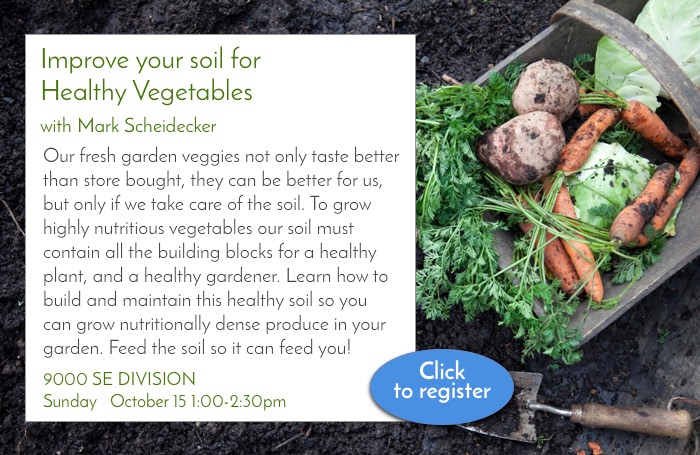 Improve your soil for
Healthy Vegetables
with Mark Scheidecker
Our fresh garden veggies not only taste better
than store bought, they can be better for us,
but only if we take care of the soil. To grow
highly nutritious vegetables our soil must
contain all the building blocks for a healthy
plant, and a healthy gardener. Learn how to
build and maintain this healthy soil so you
can grow nutritionally dense produce in your
garden. Feed the soil so it can feed you!
9000 SE DIVISION
Sunday October 15 1:00-2:30pm
Click
to register